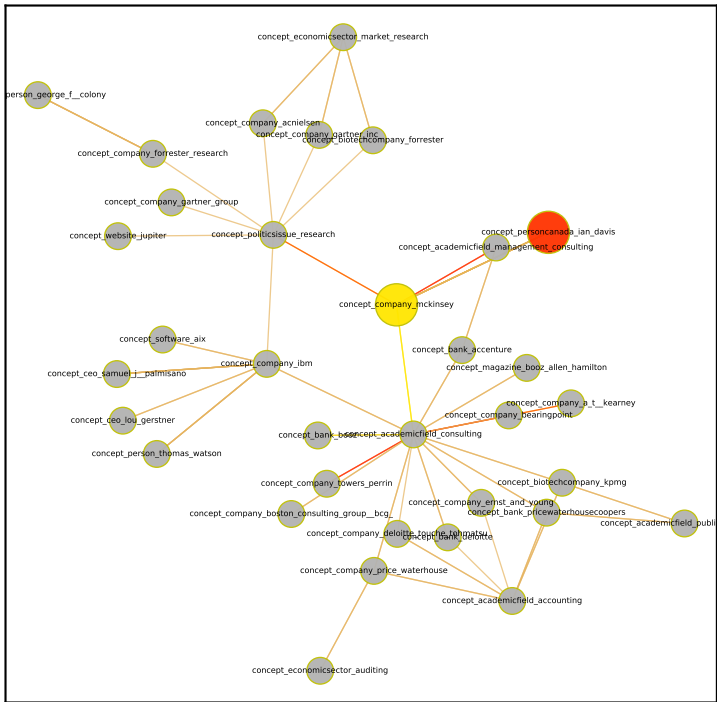 concept_economicsector_market_research
person_george_f__colony
concept_company_acnielsen
concept_company_gartner_inc
concept_biotechcompany_forrester
concept_company_forrester_research
concept_company_gartner_group
concept_website_jupiter
concept_politicsissue_research
concept_personcanada_ian_davis
concept_academicfield_management_consulting
concept_company_mckinsey
concept_software_aix
concept_bank_accenture
concept_company_ibm
concept_magazine_booz_allen_hamilton
concept_ceo_samuel_j__palmisano
concept_company_a_t__kearney
concept_company_bearingpoint
concept_ceo_lou_gerstner
concept_academicfield_consulting
concept_person_thomas_watson
concept_company_towers_perrin
concept_biotechcompany_kpmg
concept_company_ernst_and_young
concept_company_boston_consulting_group__bcg_
concept_bank_pricewaterhousecoopers
concept_academicfield_publi
concept_company_deloitte_touche_tohmatsu
concept_bank_deloitte
concept_company_price_waterhouse
concept_academicfield_accounting
concept_economicsector_auditing